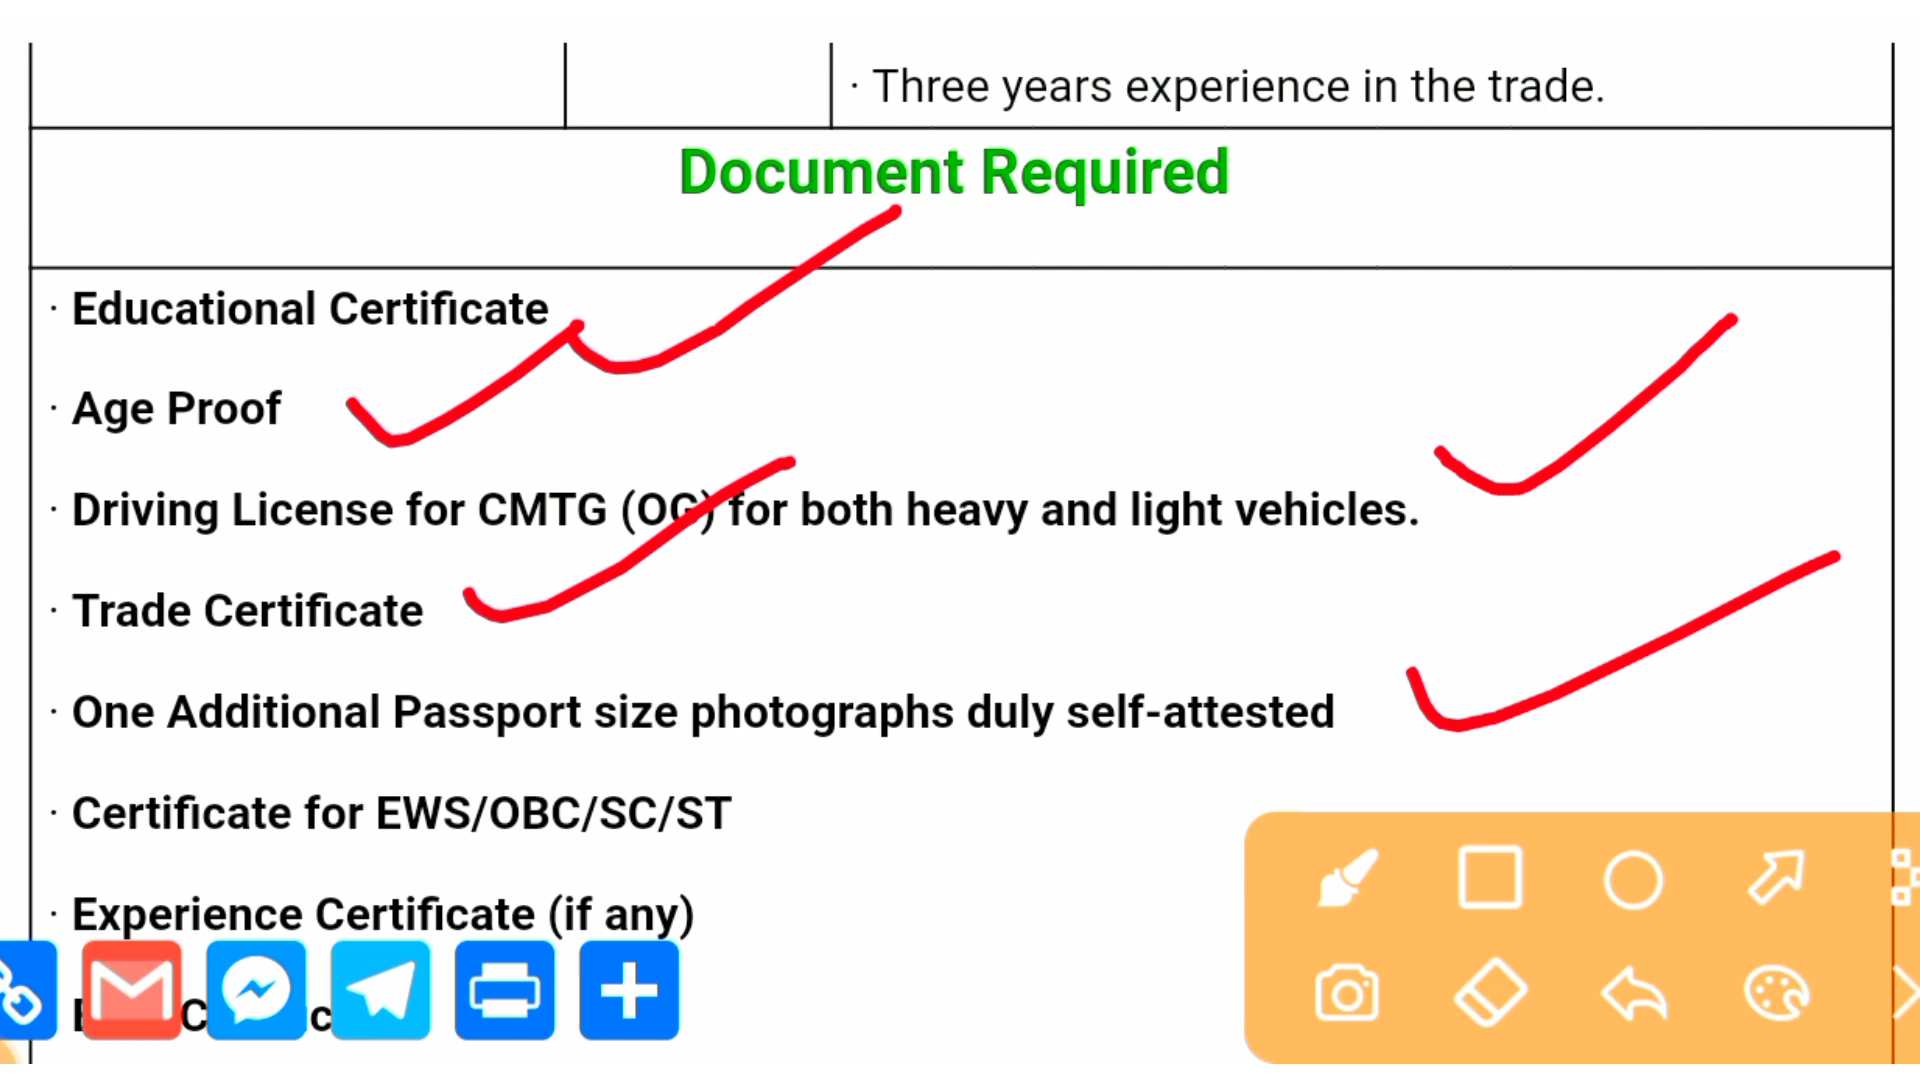 · Three years experience in the trade.
Document Required
· Educational Certificate
· Age Proof
· Driving License for CMTG (OG) for both heavy and light vehicles.
· Trade Certificate
· One Additional Passport size photographs duly self-attested
· Certificate for EWS/OBC/SC/ST
· Experience Certificate (if any)